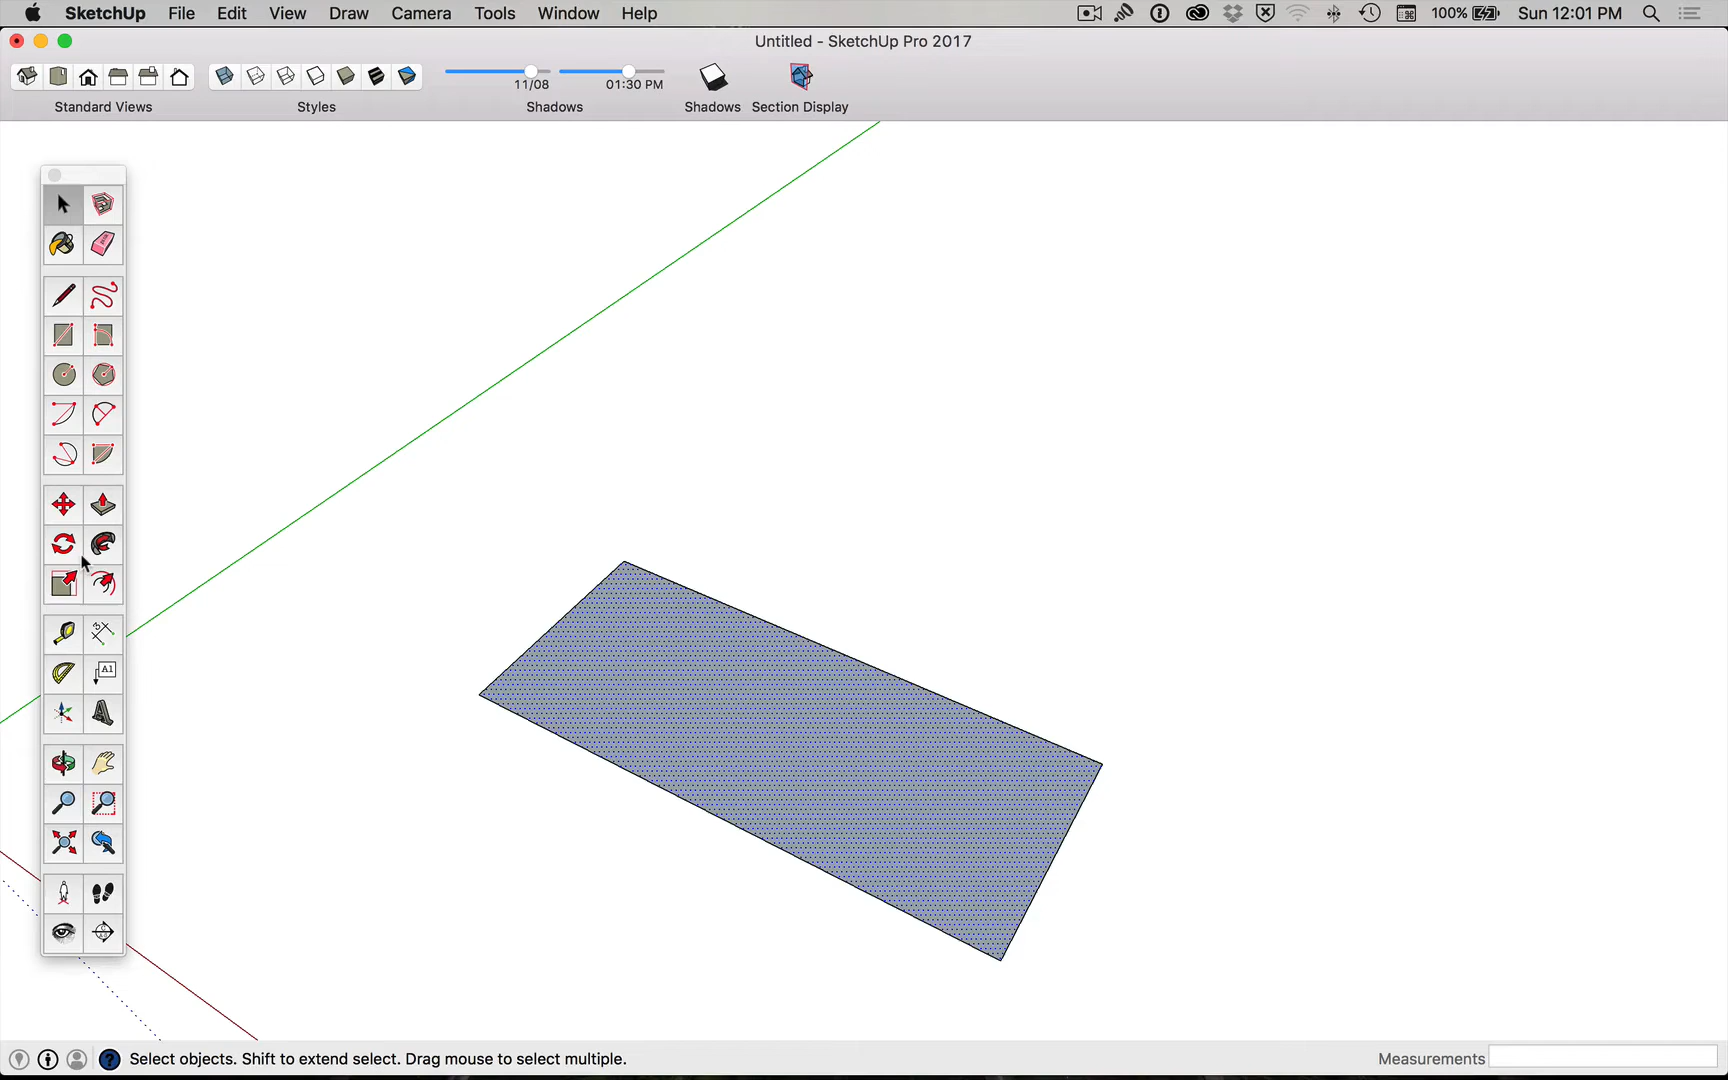 SketchUp File Edit View Draw Camera Tools Window Help 100% Sun 12:01 PM
Untitled - SketchUp Pro 2017
11/08 01:30 PM
Standard Views Styles Shadows Shadows Section Display
A1
Select objects. Shift to extend select. Drag mouse to select multiple. Measurements